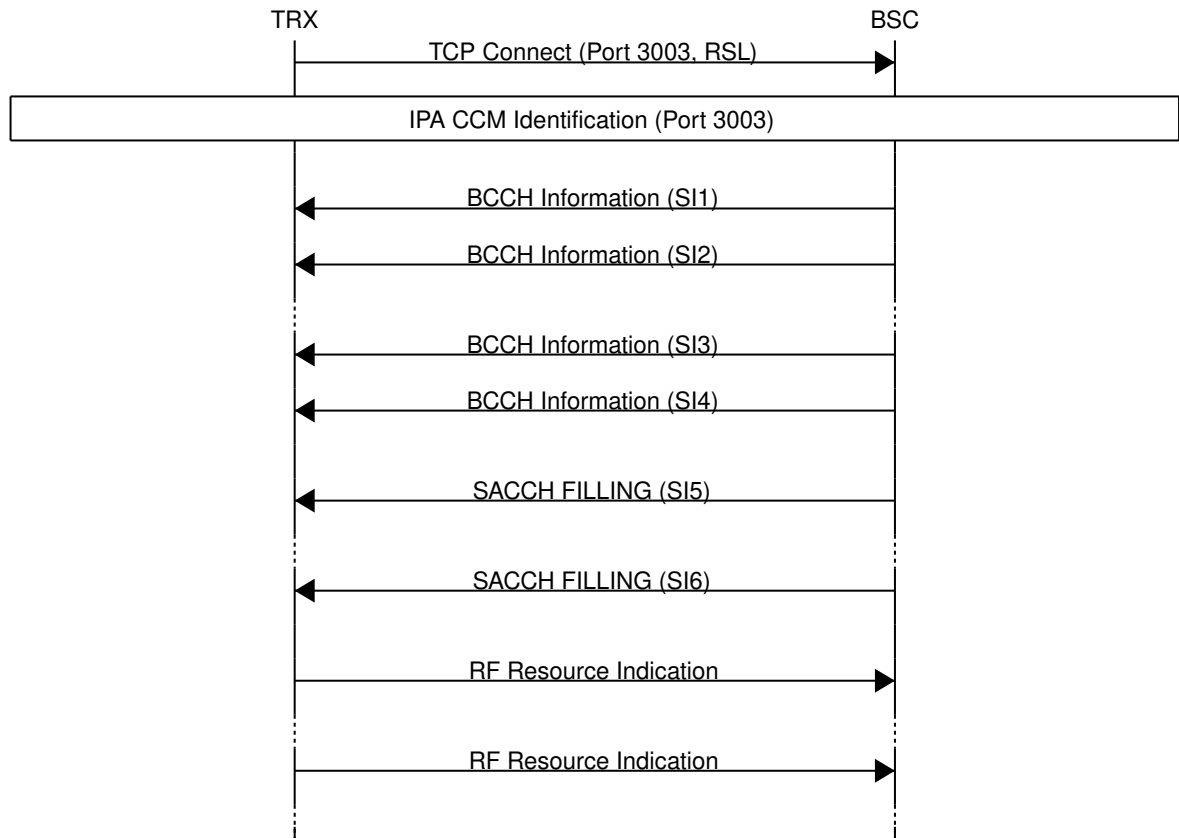 TRX
BSC
TCP Connect (Port 3003, RSL)
IPA CCM Identification (Port 3003)
BCCH Information (SI1)
BCCH Information (SI2)
BCCH Information (SI3)
BCCH Information (SI4)
SACCH FILLING (SI5)
SACCH FILLING (SI6)
RF Resource Indication
RF Resource Indication